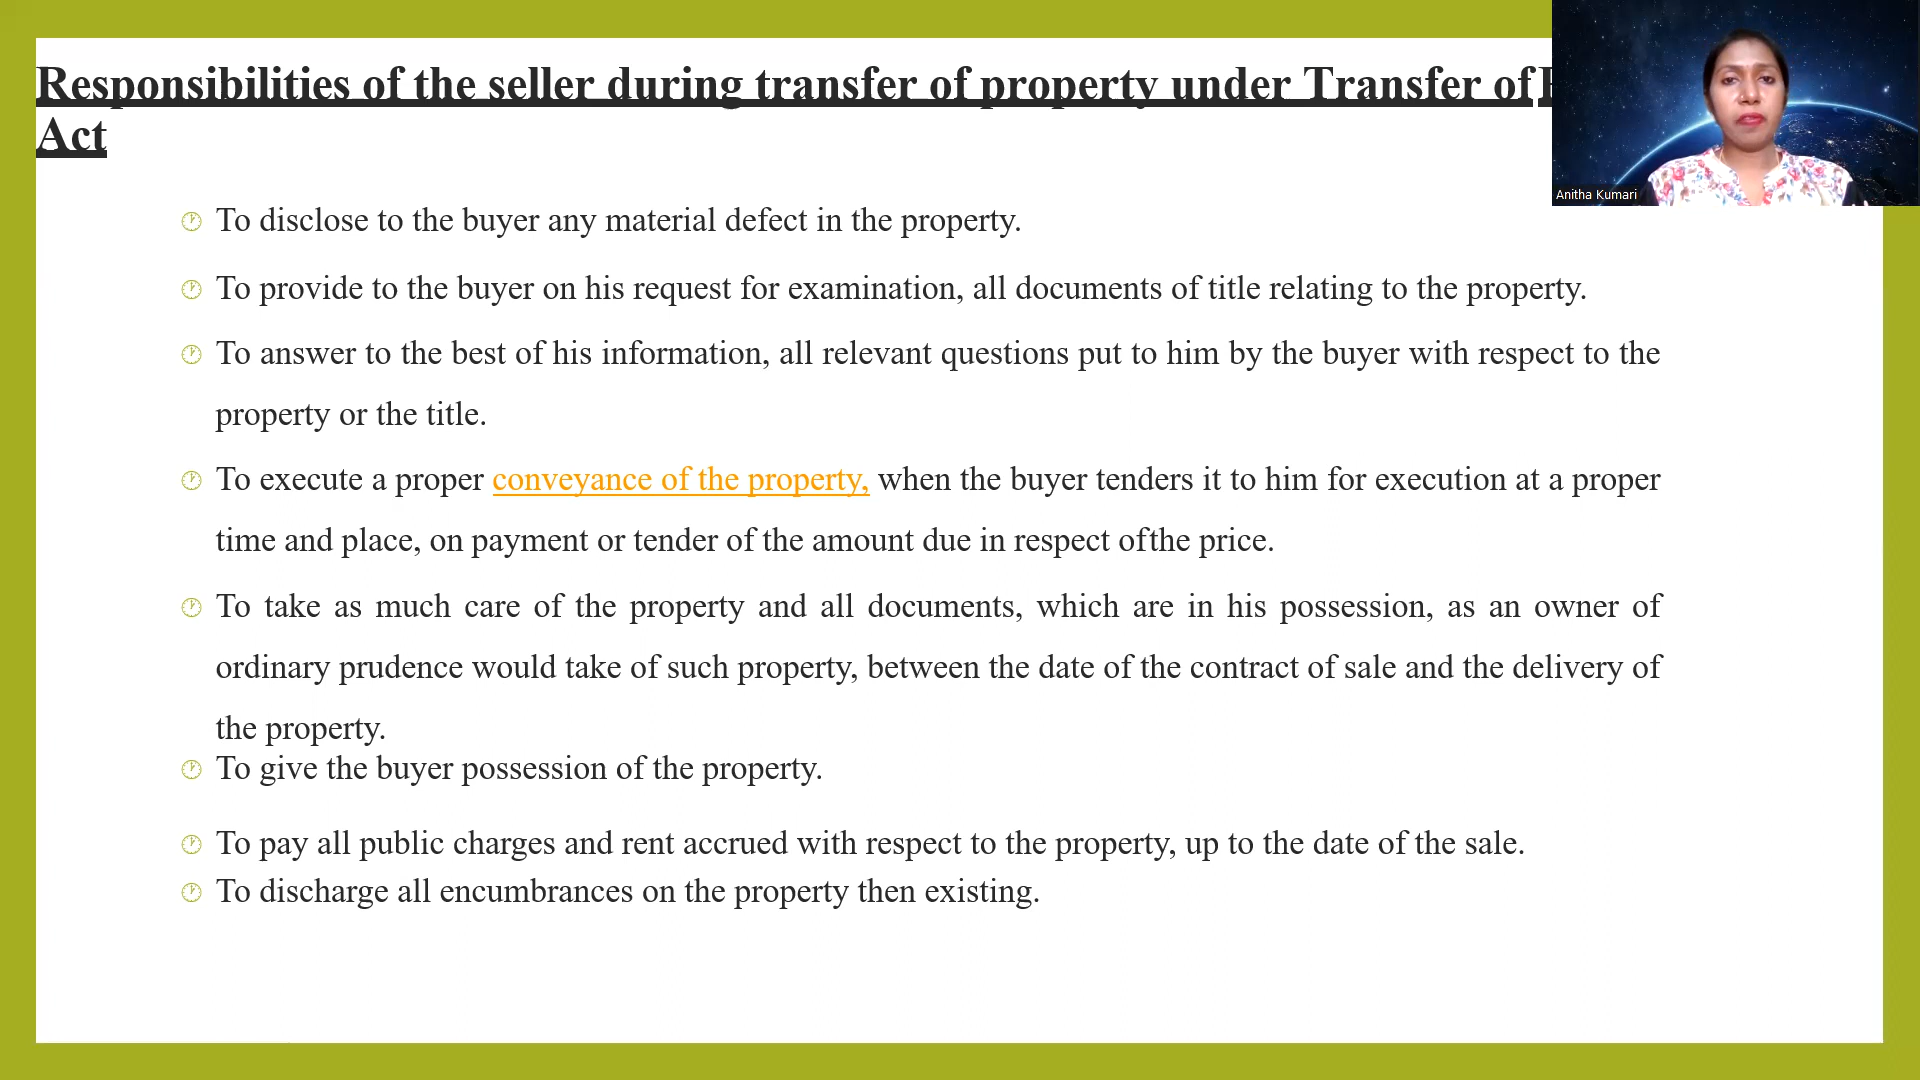 Responsibilities of the seller during transfer of property under Transfer of
Act
Anitha Kumari
To disclose to the buyer any material defect in the property.
To provide to the buyer on his request for examination, all documents of title relating to the property.
To answer to the best of his information, all relevant questions put to him by the buyer with respect to the
property or the title.
To execute a proper conveyance of the property, when the buyer tenders it to him for execution at a proper
time and place, on payment or tender of the amount due in respect ofthe price.
To take as much care of the property and all documents, which are in his possession, as an owner of
ordinary prudence would take of such property, between the date of the contract of sale and the delivery of
the property.
To give the buyer possession of the property.
To pay all public charges and rent accrued with respect to the property, up to the date of the sale.
To discharge all encumbrances on the property then existing.